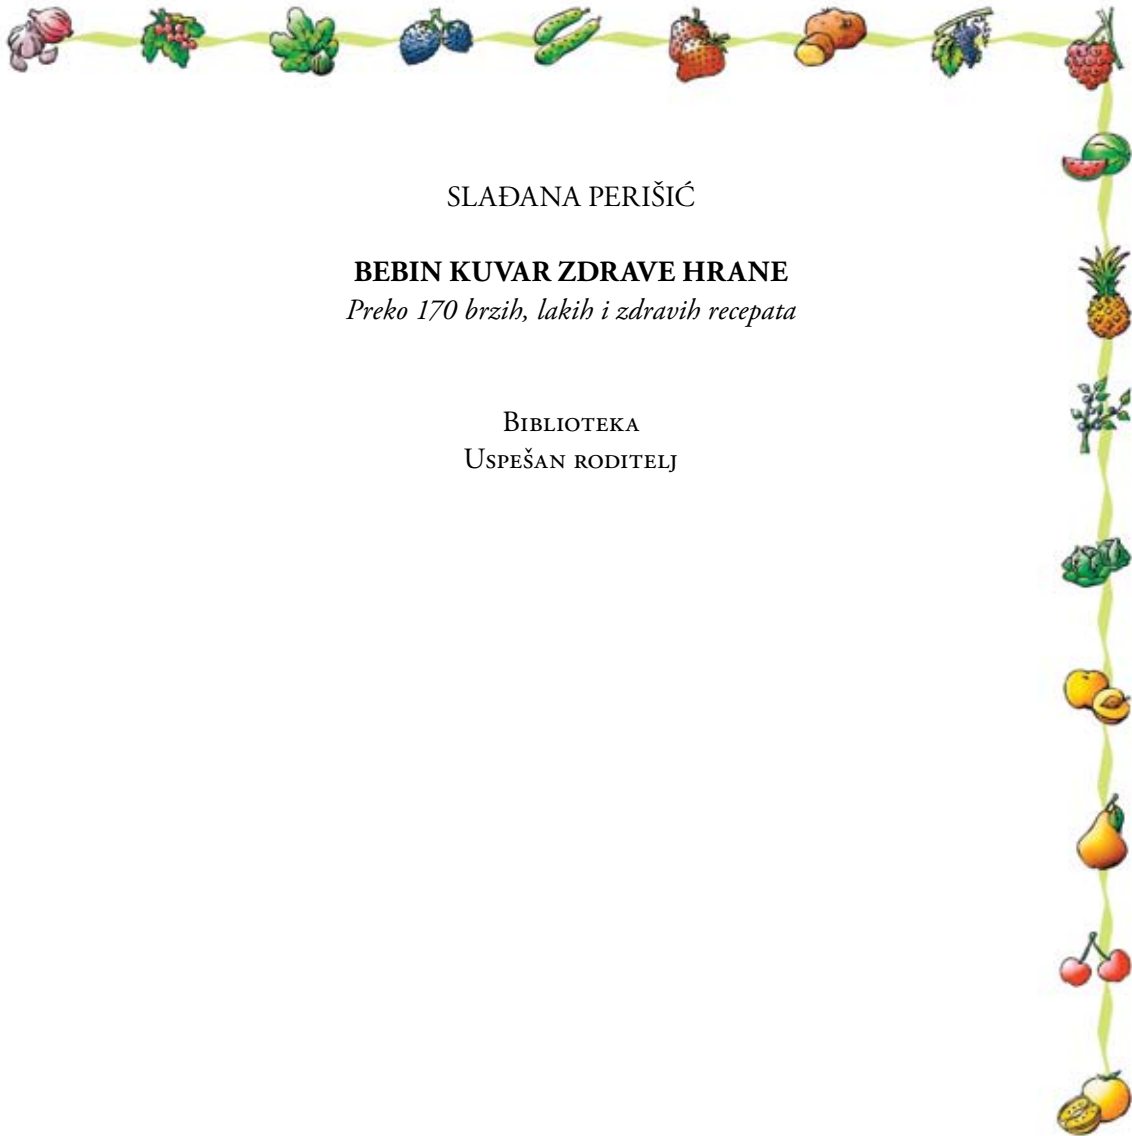 SLAĐANA PERIŠIĆ
BEBIN KUVAR ZDRAVE HRANE
Preko 170 brzih, lakih i zdravih recepata
Biblioteka
Uspešan roditelj